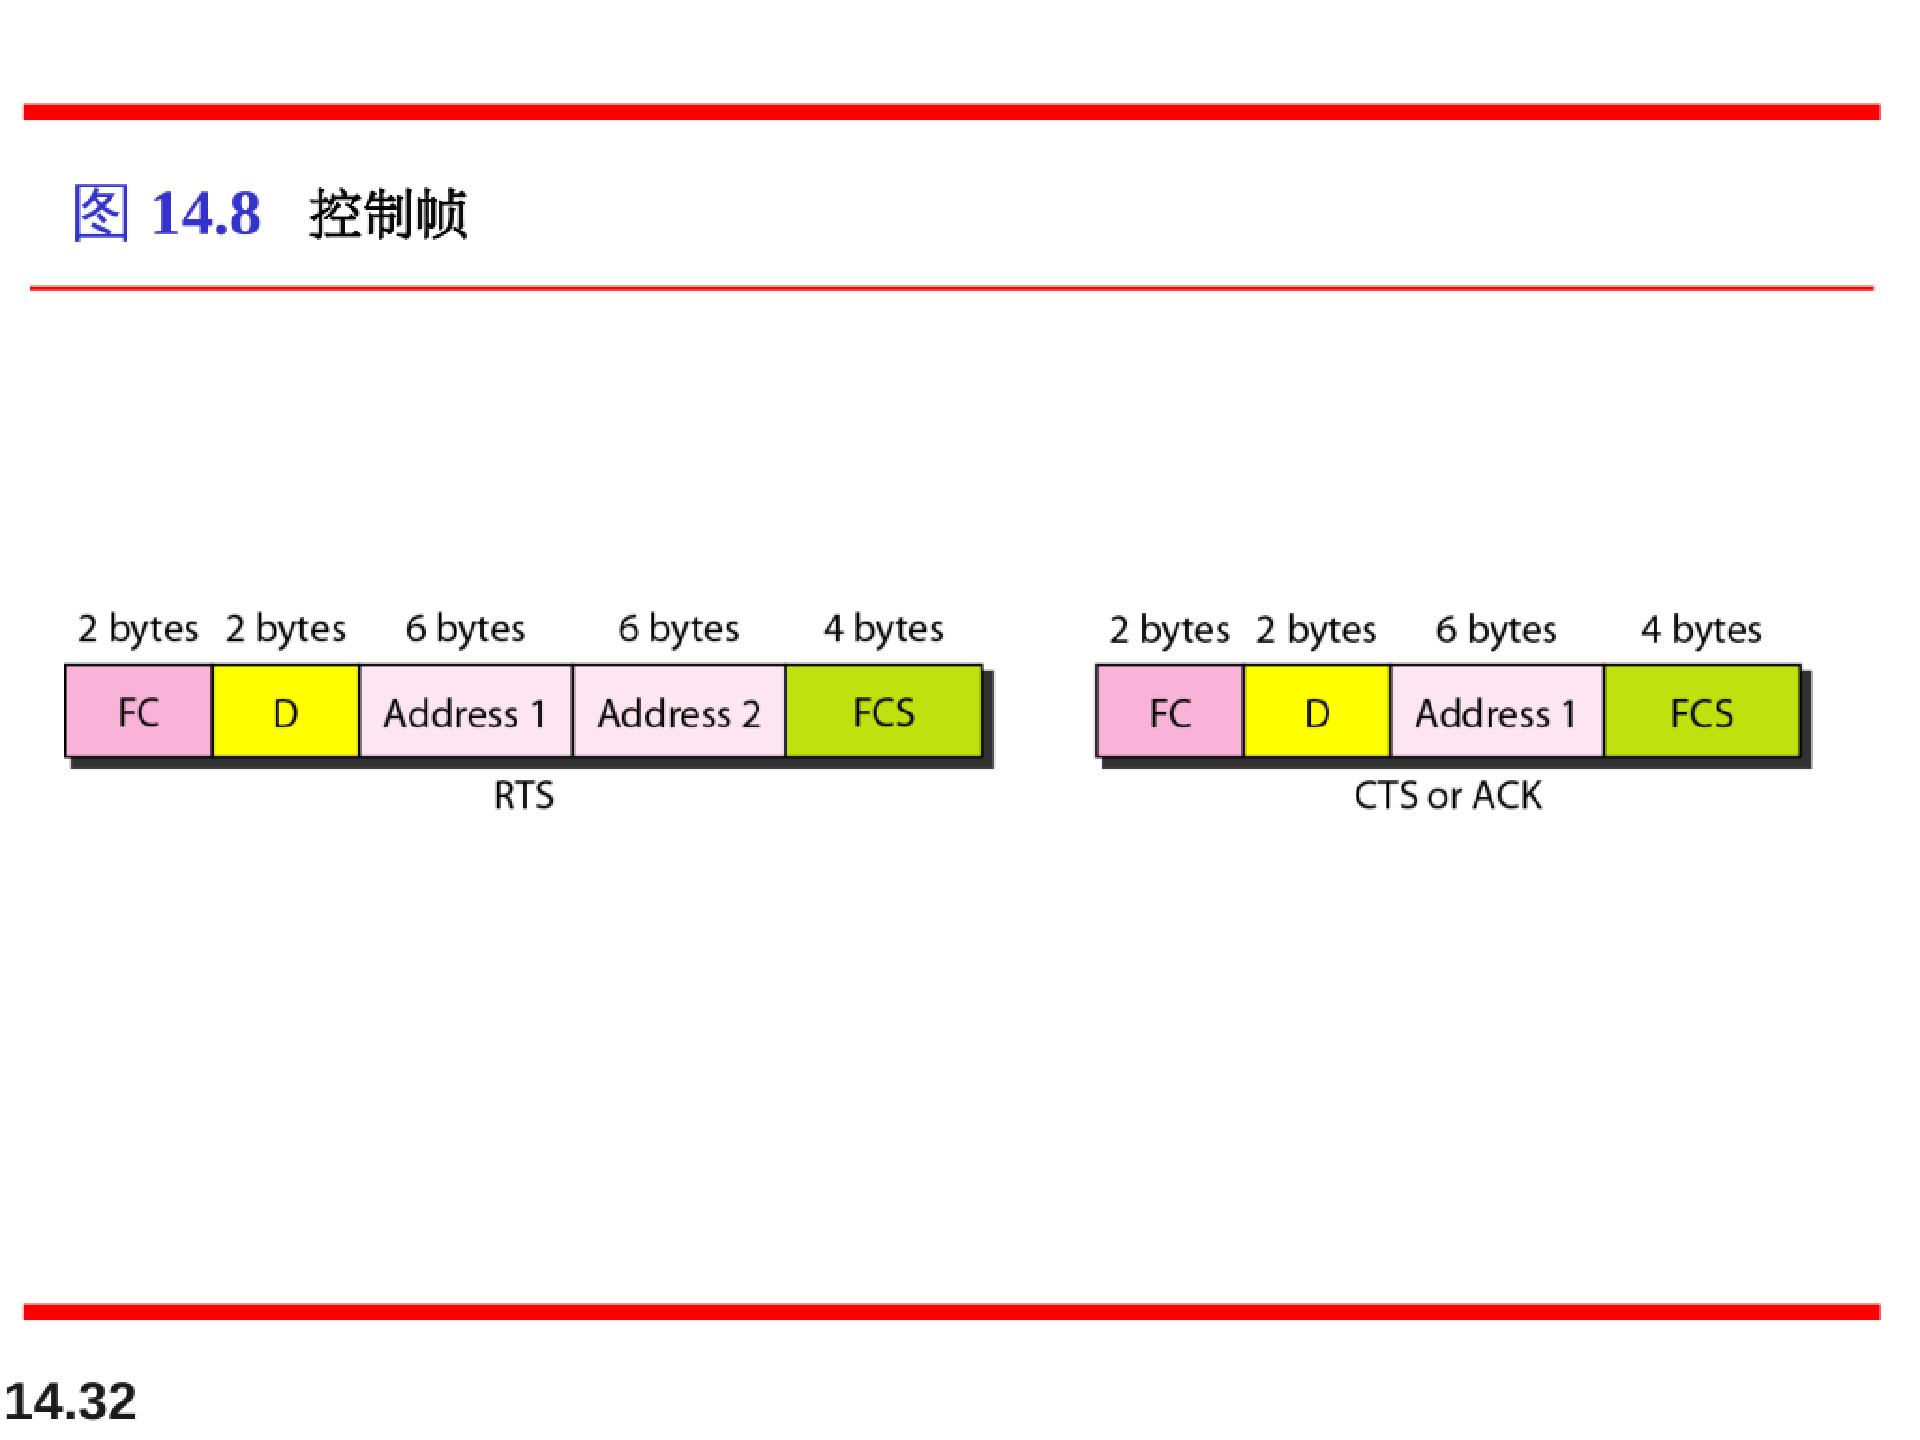 图 14.8 控制帧
2 bytes 2 bytes 6 bytes 6 bytes 4 bytes
FC D Address 1 Address 2 FCS
RTS
2 bytes 2 bytes 6 bytes 4 bytes
FC D Address 1 FCS
CTS or ACK
14.32